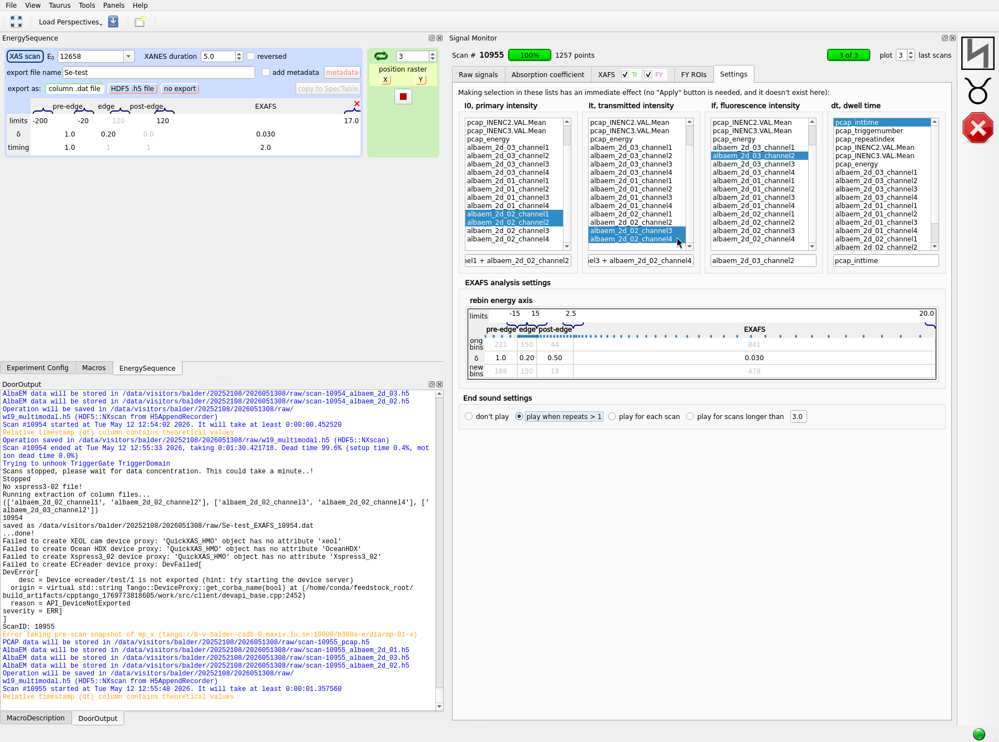 File View Taurus Tools Panels Help
Load Perspectives
EnergySequence
XAS scan E0 12658 XANES duration 5.0 reversed
export file name Se-test add metadata metadata
export as: column .dat file HDF5 .h5 file no export copy to SpecTable
pre-edge edge post-edge EXAFS
limits -200 -20 120 120 17.0
δ 1.0 0.20 0.0 0.030
timing 1.0 1 1 2.0
3
position raster
X Y
Experiment Config Macros EnergySequence
DoorOutput
AlbaEM data will be stored in /data/visitors/balder/20252108/2026051308/raw/scan-10954_albaem_2d_03.h5
AlbaEM data will be stored in /data/visitors/balder/20252108/2026051308/raw/scan-10954_albaem_2d_02.h5
Operation will be saved in /data/visitors/balder/20252108/2026051308/raw/
w19_multimodal.h5 (HDF5::NXscan from H5AppendRecorder)
Scan #10954 started at Tue May 12 12:54:02 2026. It will take at least 0:00:00.452520
Relative timestamp (dt) column contains theoretical values
Operation saved in /data/visitors/balder/20252108/2026051308/raw/w19_multimodal.h5 (HDF5::NXscan)
Scan #10954 ended at Tue May 12 12:55:33 2026, taking 0:01:30.421718. Dead time 99.6% (setup time 0.4%, mot
ion dead time 0.0%)
Trying to unhook TriggerGate TriggerDomain
Scans stopped, please wait for data concentration. This could take a minute..!
Stopped
No xspress3-02 file!
Running extraction of column files...
(['albaem_2d_02_channel1', 'albaem_2d_02_channel2'], ['albaem_2d_02_channel3', 'albaem_2d_02_channel4'], ['
albaem_2d_03_channel2'])
10954
saved as /data/visitors/balder/20252108/2026051308/raw/Se-test_EXAFS_10954.dat
...done!
Failed to create XEOL cam device proxy: 'QuickXAS_HMO' object has no attribute 'xeol'
Failed to create Ocean HDX device proxy: 'QuickXAS_HMO' object has no attribute 'OceanHDX'
Failed to create Xspress3_02 device proxy: 'QuickXAS_HMO' object has no attribute 'Xspress3_02'
Failed to create ECreader device proxy: DevFailed[
DevError[
desc = Device ecreader/test/1 is not exported (hint: try starting the device server)
origin = virtual std::string Tango::DeviceProxy::get_corba_name(bool) at (/home/conda/feedstock_root/
build_artifacts/cpptango_1769773818605/work/src/client/devapi_base.cpp:2452)
reason = API_DeviceNotExported
severity = ERR]
]
ScanID: 10955
Error taking pre-scan snapshot of mp_x (tango://b-v-balder-csdb-0.maxiv.lu.se:10000/b308a-e/dia/mp-01-x)
PCAP data will be stored in /data/visitors/balder/20252108/2026051308/raw/scan-10955_pcap.h5
AlbaEM data will be stored in /data/visitors/balder/20252108/2026051308/raw/scan-10955_albaem_2d_01.h5
AlbaEM data will be stored in /data/visitors/balder/20252108/2026051308/raw/scan-10955_albaem_2d_03.h5
AlbaEM data will be stored in /data/visitors/balder/20252108/2026051308/raw/scan-10955_albaem_2d_02.h5
Operation will be saved in /data/visitors/balder/20252108/2026051308/raw/
w19_multimodal.h5 (HDF5::NXscan from H5AppendRecorder)
Scan #10955 started at Tue May 12 12:55:48 2026. It will take at least 0:00:01.357560
Relative timestamp (dt) column contains theoretical values
MacroDescription DoorOutput
Signal Monitor
Scan # 10955 100% 1257 points 3 of 3 plot 3 last scans
Raw signals Absorption coefficient XAFS Tr FY FY ROIs Settings
Making selection in these lists has an immediate effect (no "Apply" button is needed, and it doesn't exist here):
I0, primary intensity
pcap_INENC2.VAL.Mean
pcap_INENC3.VAL.Mean
pcap_energy
albaem_2d_03_channel1
albaem_2d_03_channel2
albaem_2d_03_channel3
albaem_2d_03_channel4
albaem_2d_01_channel1
albaem_2d_01_channel2
albaem_2d_01_channel3
albaem_2d_01_channel4
albaem_2d_02_channel1
albaem_2d_02_channel2
albaem_2d_02_channel3
albaem_2d_02_channel4
nel1 + albaem_2d_02_channel2
It, transmitted intensity
pcap_INENC2.VAL.Mean
pcap_INENC3.VAL.Mean
pcap_energy
albaem_2d_03_channel1
albaem_2d_03_channel2
albaem_2d_03_channel3
albaem_2d_03_channel4
albaem_2d_01_channel1
albaem_2d_01_channel2
albaem_2d_01_channel3
albaem_2d_01_channel4
albaem_2d_02_channel1
albaem_2d_02_channel2
albaem_2d_02_channel3
albaem_2d_02_channel4
nel3 + albaem_2d_02_channel4
If, fluorescence intensity
pcap_INENC2.VAL.Mean
pcap_INENC3.VAL.Mean
pcap_energy
albaem_2d_03_channel1
albaem_2d_03_channel2
albaem_2d_03_channel3
albaem_2d_03_channel4
albaem_2d_01_channel1
albaem_2d_01_channel2
albaem_2d_01_channel3
albaem_2d_01_channel4
albaem_2d_02_channel1
albaem_2d_02_channel2
albaem_2d_02_channel3
albaem_2d_02_channel4
albaem_2d_03_channel2
dt, dwell time
pcap_inttime
pcap_triggernumber
pcap_repeatindex
pcap_INENC2.VAL.Mean
pcap_INENC3.VAL.Mean
pcap_energy
albaem_2d_03_channel1
albaem_2d_03_channel2
albaem_2d_03_channel3
albaem_2d_03_channel4
albaem_2d_01_channel1
albaem_2d_01_channel2
albaem_2d_01_channel3
albaem_2d_01_channel4
albaem_2d_02_channel1
albaem_2d_02_channel2
pcap_inttime
EXAFS analysis settings
rebin energy axis
limits -15 15 2.5 20.0
pre-edge edge post-edge EXAFS
orig bins 221 150 44 841
δ 1.0 0.20 0.50 0.030
new bins 188 150 18 478
End sound settings
don't play play when repeats > 1 play for each scan play for scans longer than 3.0